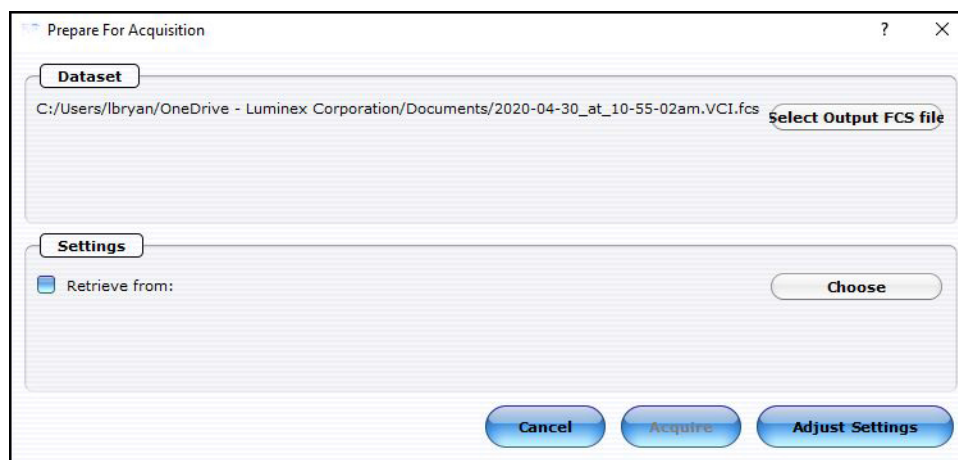 Prepare For Acquisition
?
Dataset
C:/Users/lbryan/OneDrive - Luminex Corporation/Documents/2020-04-30_at_10-55-02am.VCI.fcs
Select Output FCS file
Settings
Retrieve from:
Choose
Cancel
Acquire
Adjust Settings